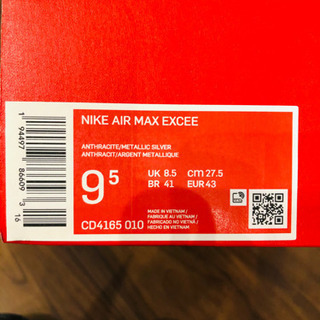 NIKE AIR MAX EXCEE
ANTHRACITE/METALLIC SILVER
ANTHRACIT/ARGENT METALLIQUE
9.5
UK 8.5 cm 27.5
BR 41 EUR 43
CD4165 010
MADE IN VIETNAM /
FABRIQUE AU VIETNAM /
FABRICADO NO VIETNÃ /
HECHO EN VIETNAM
1 94497 86609 3
16